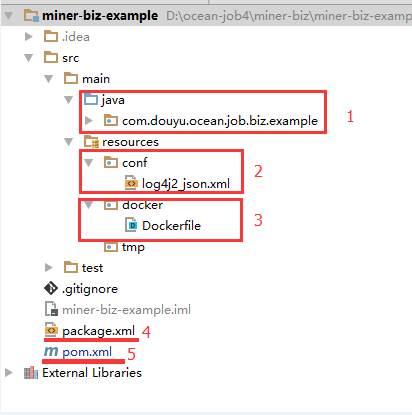 miner-biz-example D:\ocean-job4\miner-biz\miner-biz-examp
.idea
src
main
java
com.douyu.ocean.job.biz.example
1
resources
conf
2
log4j2_json.xml
docker
3
Dockerfile
tmp
test
.gitignore
miner-biz-example.iml
package.xml 4
pom.xml 5
External Libraries